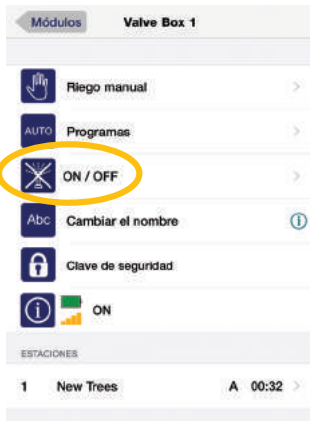 Módulos Valve Box 1
Riego manual
AUTO Programas
ON / OFF
Abc Cambiar el nombre
Clave de seguridad
ON
ESTACIONES
1 New Trees A 00:32